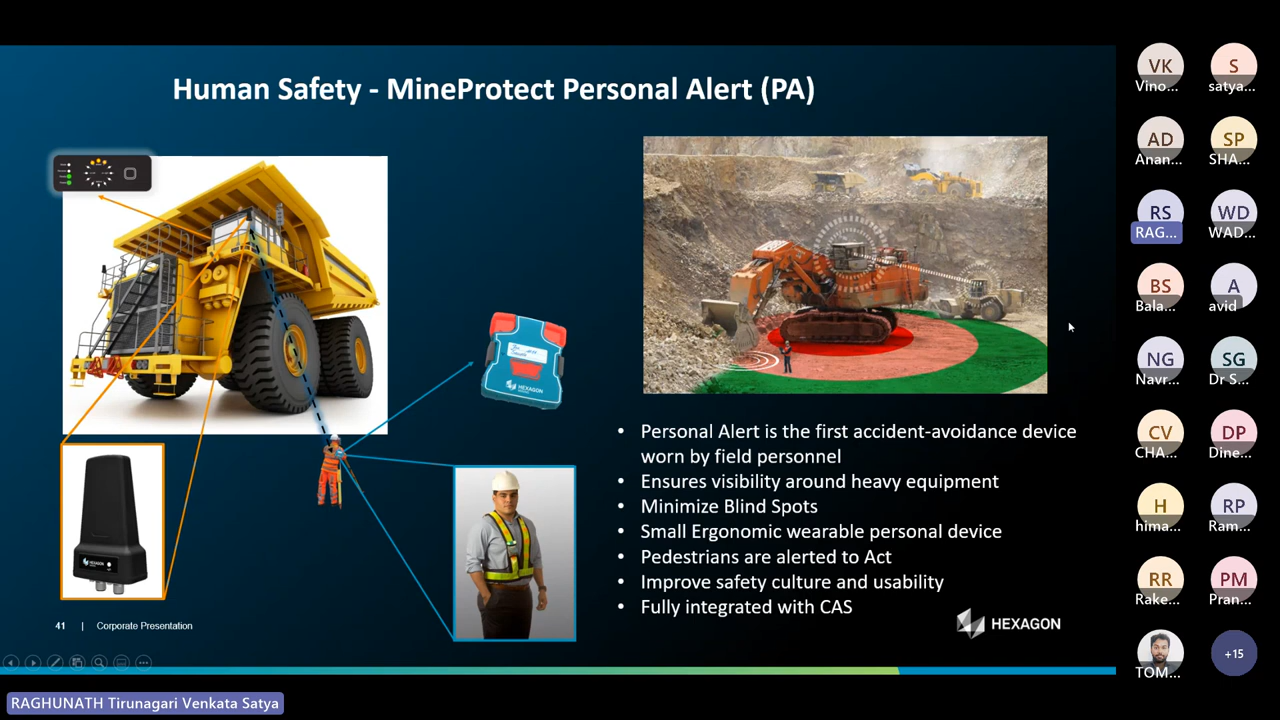 Human Safety - MineProtect Personal Alert (PA)
HEXAGON
HEXAGON
• Personal Alert is the first accident-avoidance device
worn by field personnel
• Ensures visibility around heavy equipment
• Minimize Blind Spots
• Small Ergonomic wearable personal device
• Pedestrians are alerted to Act
• Improve safety culture and usability
• Fully integrated with CAS
HEXAGON
41 | Corporate Presentation
RAGHUNATH Tirunagari Venkata Satya
VK
Vino...
S
satya...
AD
Anan...
SP
SHA...
RS
RAG...
WD
WAD...
BS
Bala...
A
avid
NG
Navr...
SG
Dr S...
CV
CHA...
DP
Dine...
H
hima...
RP
Ram...
RR
Rake...
PM
Pran...
TOM...
+15